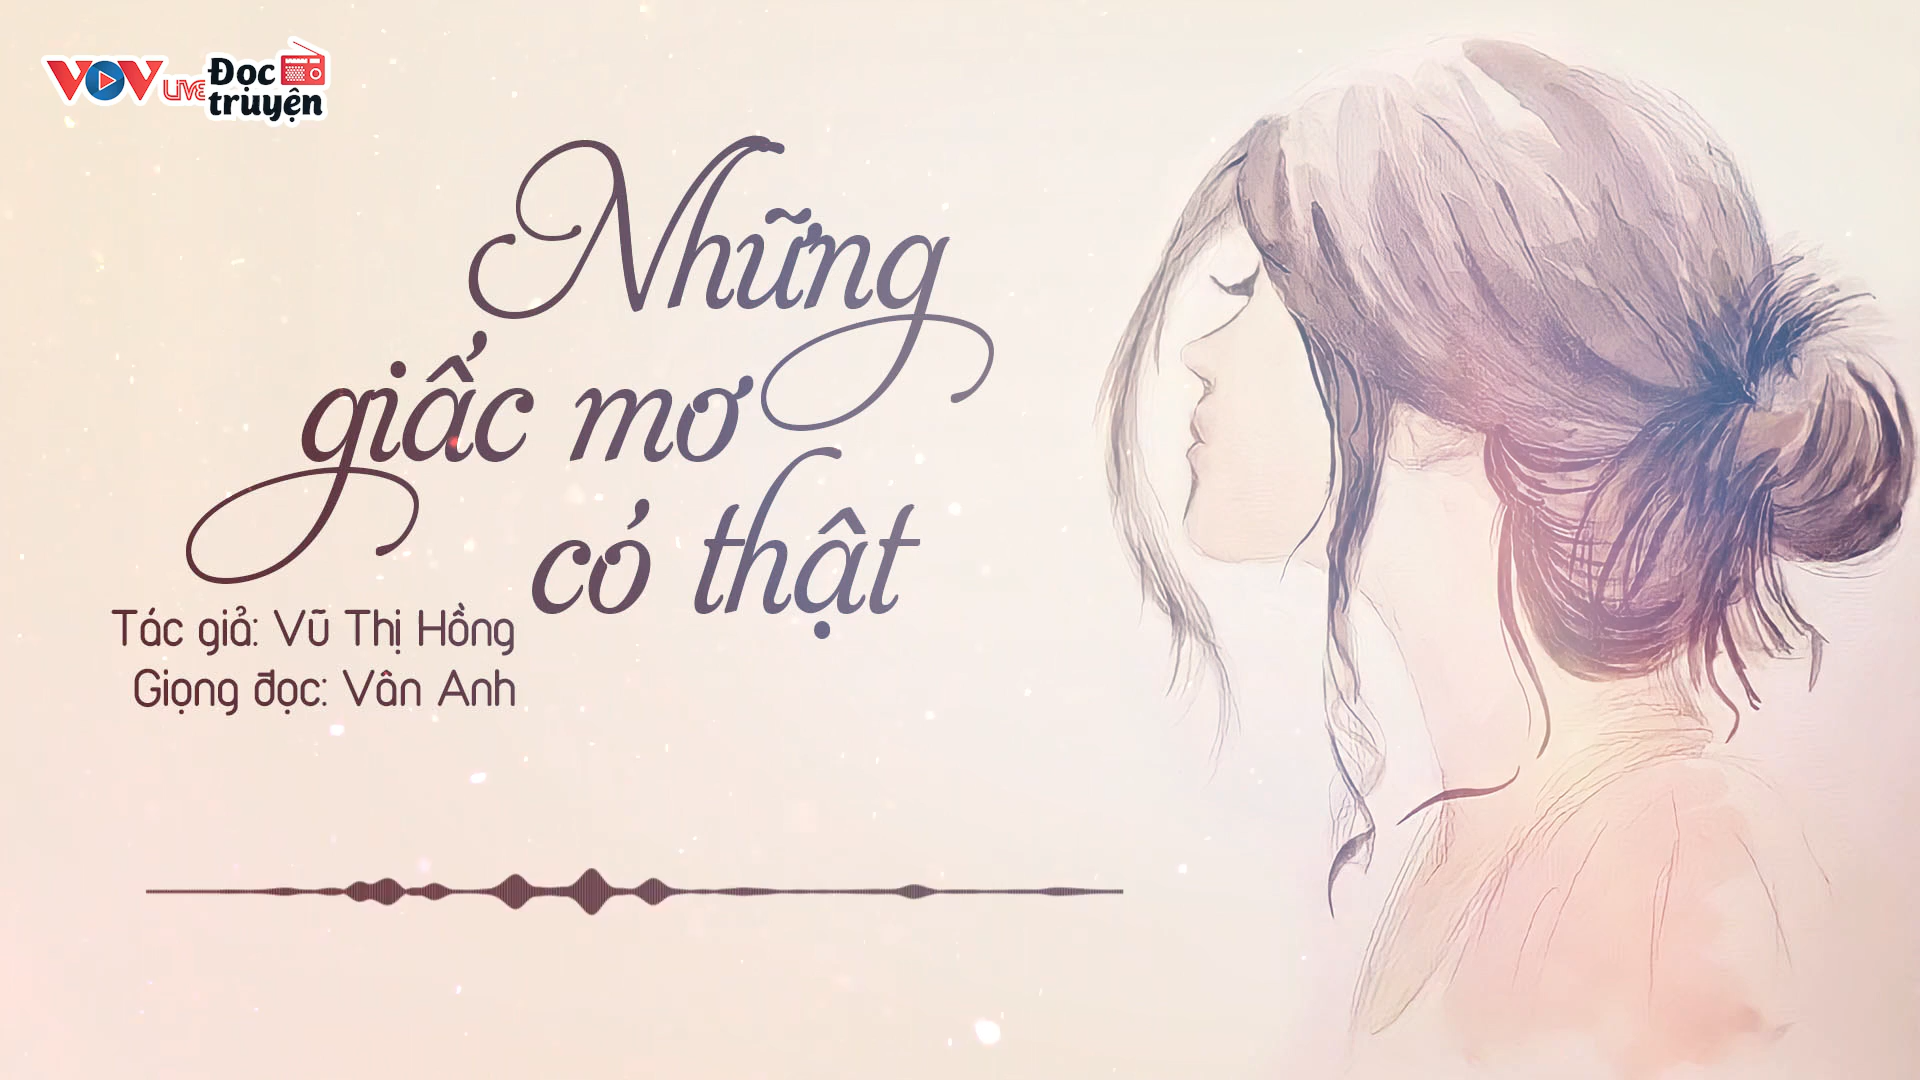 VOV LIVE Đọc
truyện
Những
giấc mơ
có thật
Tác giả: Vũ Thị Hồng
Giọng đọc: Vân Anh